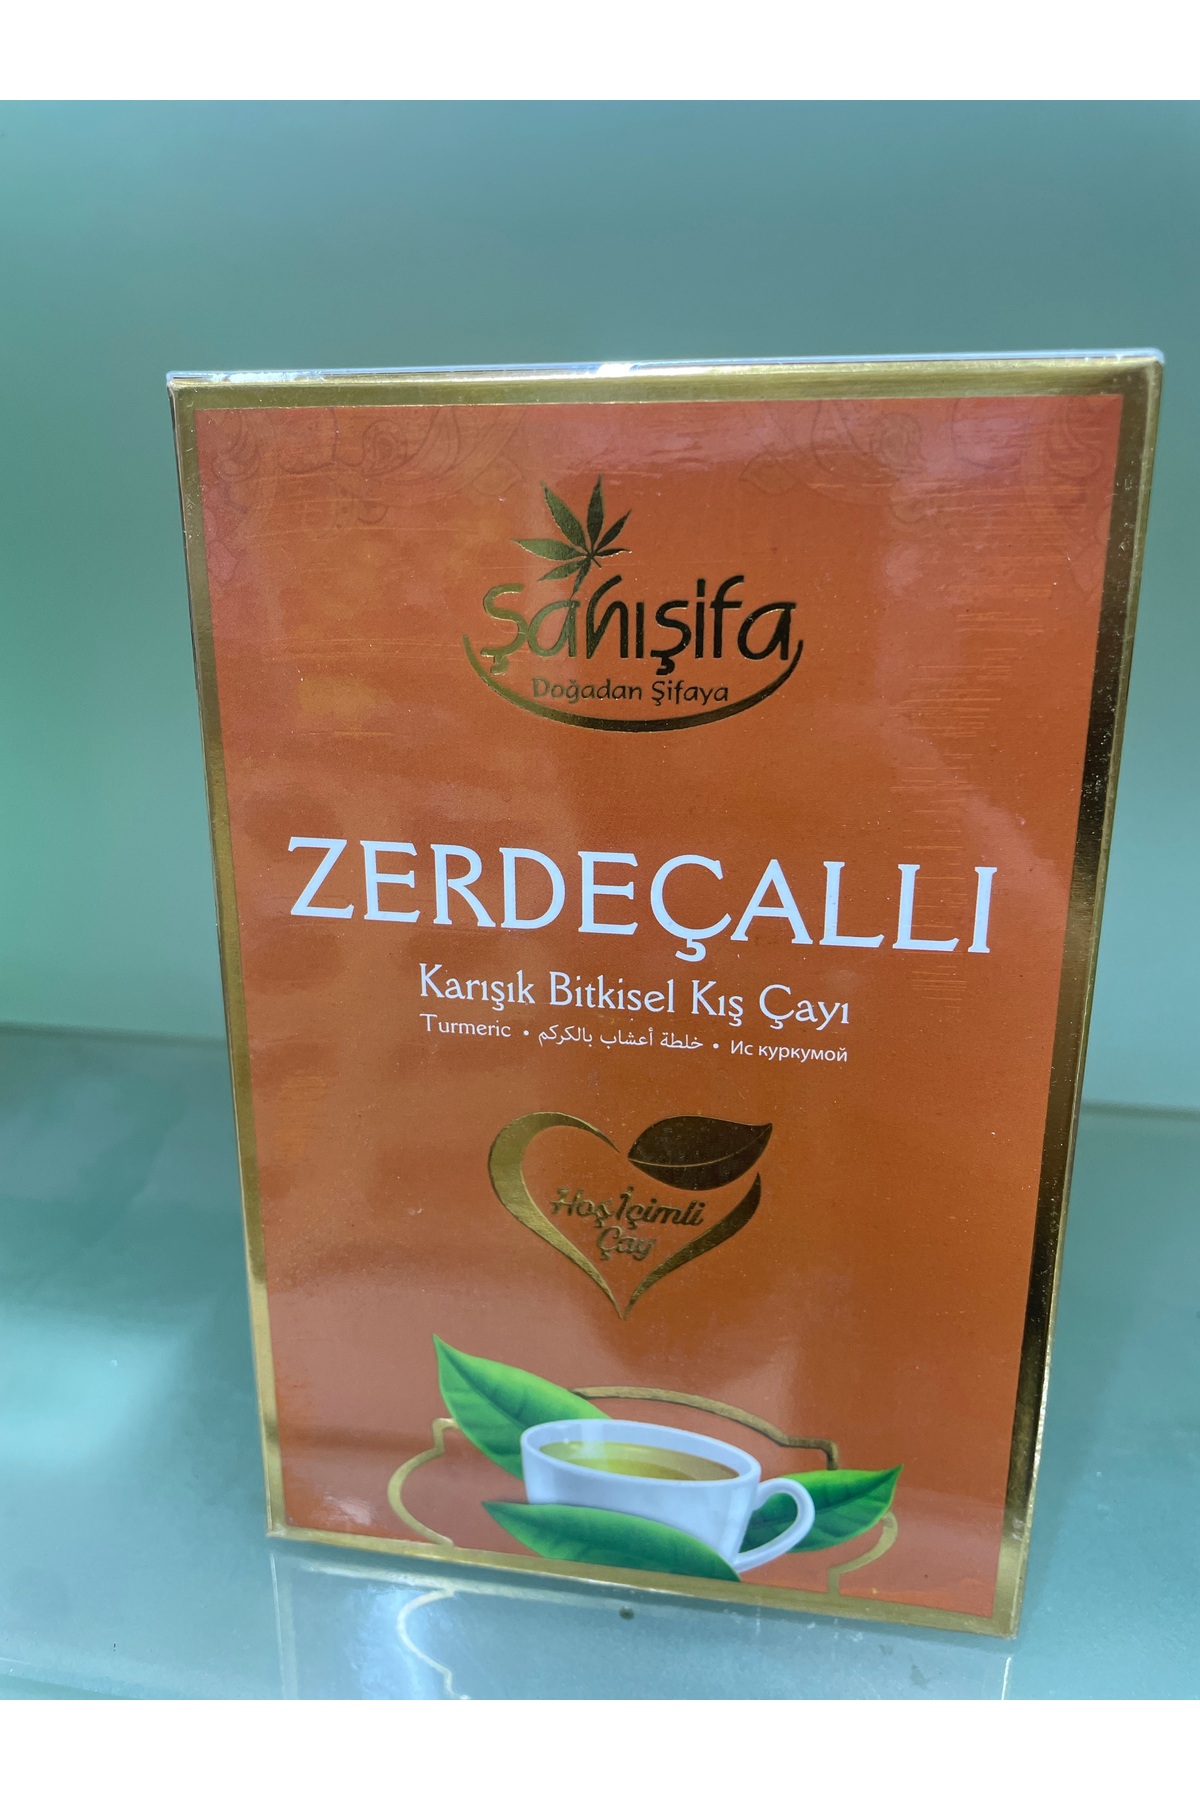 Şahışifa
Doğadan Şifaya
ZERDEÇALLI
Karışık Bitkisel Kış Çayı
Turmeric • خلطة أعشاب بالكركم • Ис куркумой
Hoş İçimli
Çay